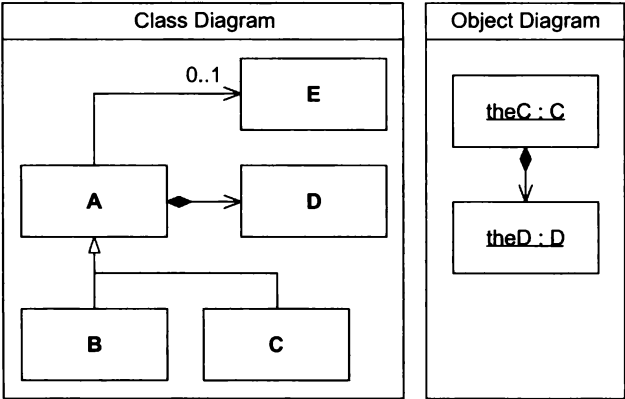 Class Diagram
0..1
E
A
D
B
C
Object Diagram
theC : C
theD : D